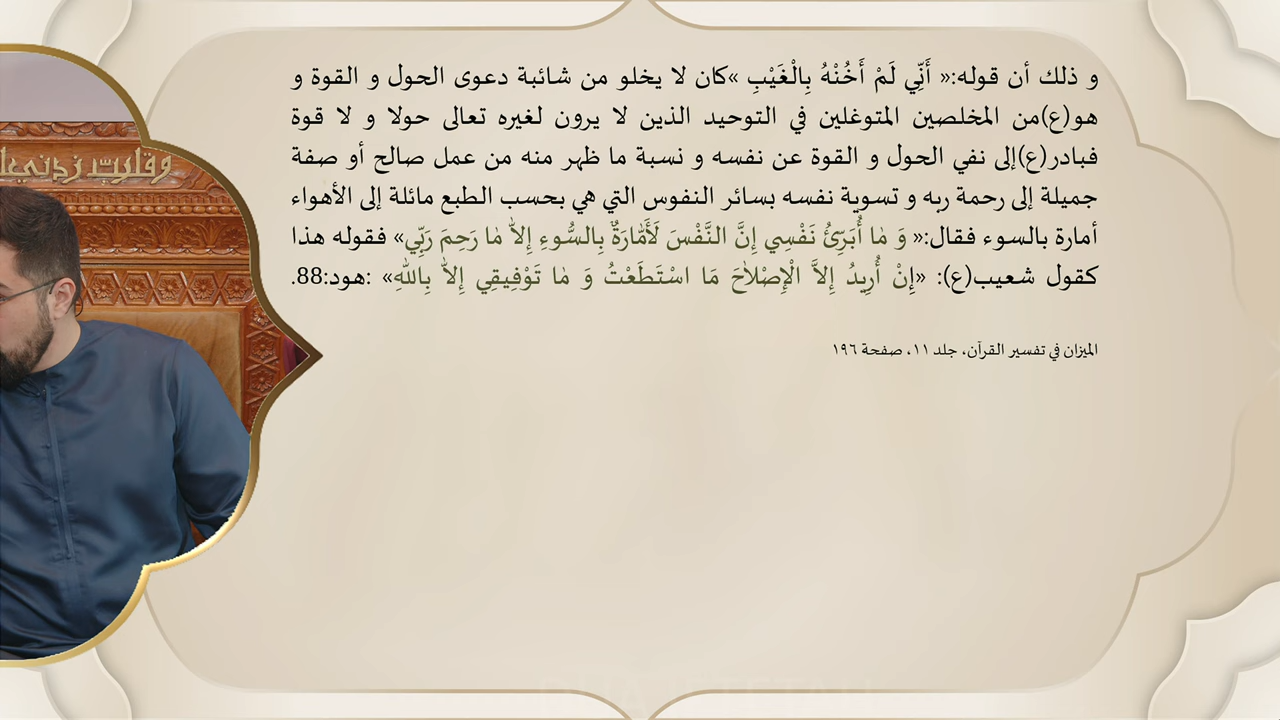 وقل رب زدني علما
و ذلك أن قوله:« أَنِّي لَمْ أَخُنْهُ بِالْغَيْبِ »كان لا يخلو من شائبة دعوى الحول و القوة و
هو(ع)من المخلصين المتوغلين في التوحيد الذين لا يرون لغيره تعالى حولا و لا قوة
فبادر(ع)إلى نفي الحول و القوة عن نفسه و نسبة ما ظهر منه من عمل صالح أو صفة
جميلة إلى رحمة ربه و تسوية نفسه بسائر النفوس التي هي بحسب الطبع مائلة إلى الأهواء
أمارة بالسوء فقال:« وَ مٰا أُبَرِّئُ نَفْسِي إِنَّ النَّفْسَ لَأَمّٰارَةٌ بِالسُّوءِ إِلاّٰ مٰا رَحِمَ رَبِّي» فقوله هذا
كقول شعيب(ع): «إِنْ أُرِيدُ إِلاَّ الْإِصْلاٰحَ مَا اسْتَطَعْتُ وَ مٰا تَوْفِيقِي إِلاّٰ بِاللّٰهِ» :هود:88.
الميزان في تفسير القرآن، جلد ١١، صفحة ١٩٦